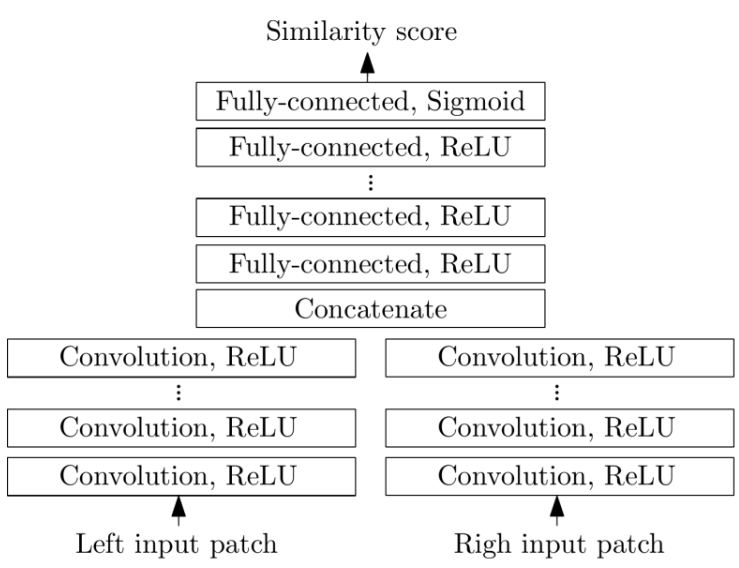 Similarity score
Fully-connected, Sigmoid
Fully-connected, ReLU
⋮
Fully-connected, ReLU
Fully-connected, ReLU
Concatenate
Convolution, ReLU
Convolution, ReLU
⋮
⋮
Convolution, ReLU
Convolution, ReLU
Convolution, ReLU
Convolution, ReLU
Left input patch
Righ input patch